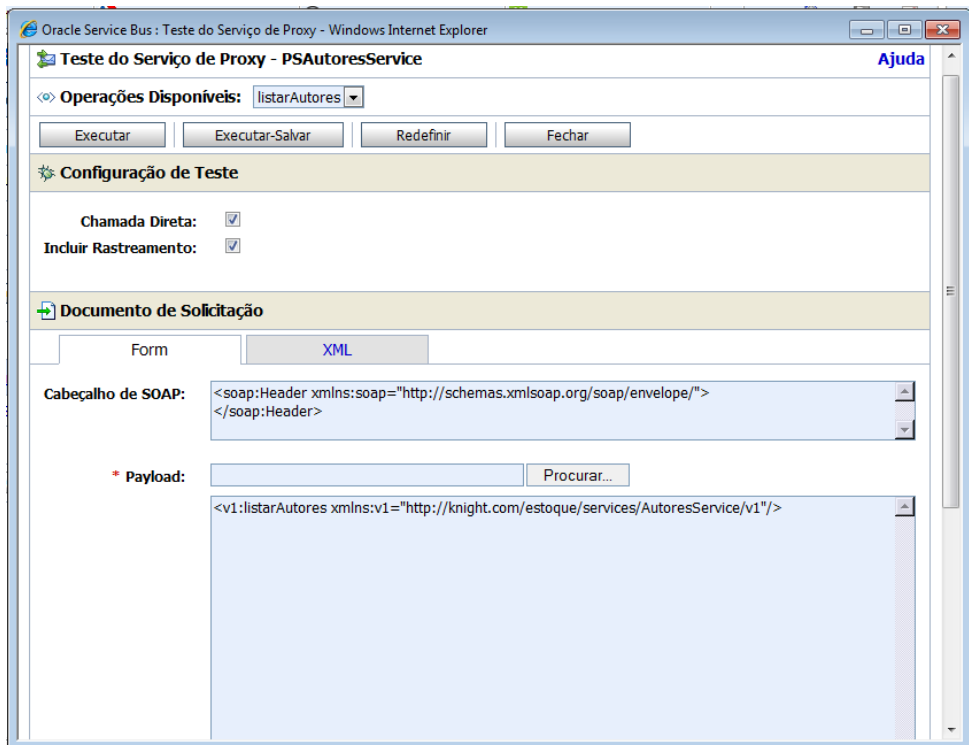 Oracle Service Bus : Teste do Serviço de Proxy - Windows Internet Explorer
Teste do Serviço de Proxy - PSAutoresService Ajuda
Operações Disponíveis: listarAutores
Executar Executar-Salvar Redefinir Fechar
Configuração de Teste
Chamada Direta:
Incluir Rastreamento:
Documento de Solicitação
Form XML
Cabeçalho de SOAP: <soap:Header xmlns:soap="http://schemas.xmlsoap.org/soap/envelope/">
</soap:Header>
* Payload: Procurar...
<v1:listarAutores xmlns:v1="http://knight.com/estoque/services/AutoresService/v1"/>